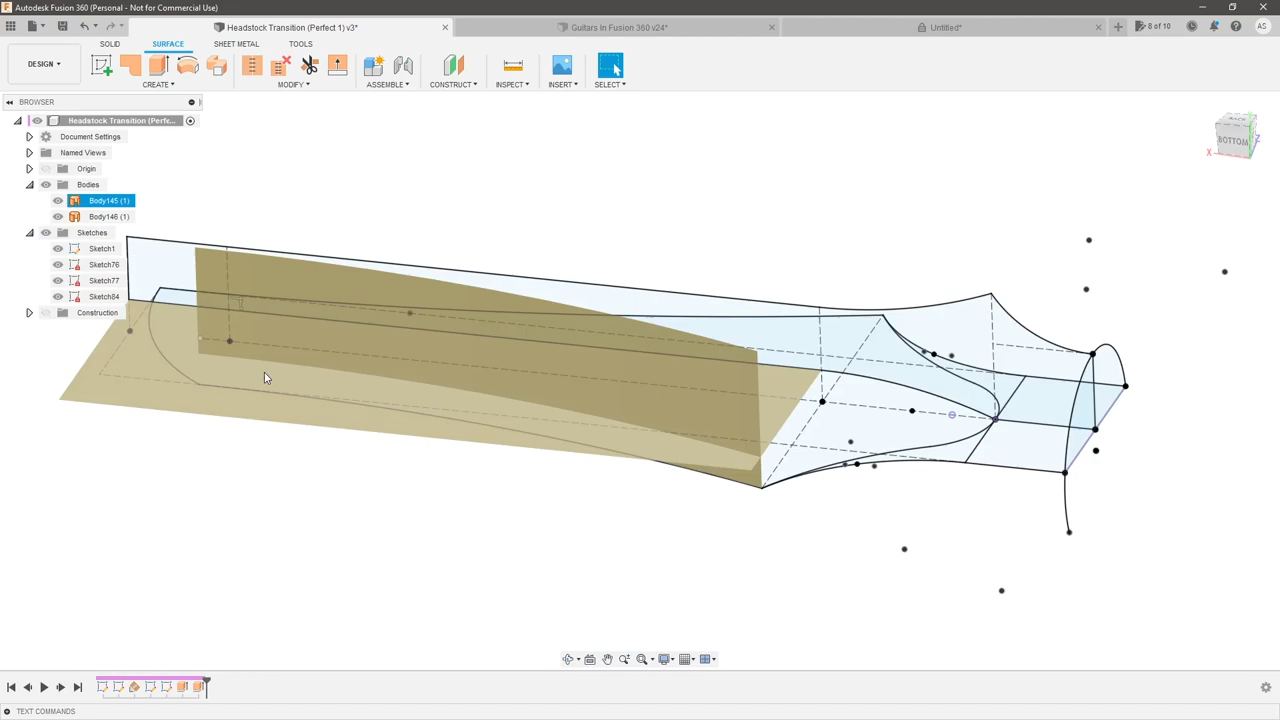 Autodesk Fusion 360 (Personal - Not for Commercial Use)
Headstock Transition (Perfect 1) v3*
Guitars In Fusion 360 v24*
Untitled*
8 of 10
AS
DESIGN
SOLID
SURFACE
SHEET METAL
TOOLS
CREATE
MODIFY
ASSEMBLE
CONSTRUCT
INSPECT
INSERT
SELECT
BROWSER
Headstock Transition (Perfe...
Document Settings
Named Views
Origin
Bodies
Body145 (1)
Body146 (1)
Sketches
Sketch1
Sketch76
Sketch77
Sketch84
Construction
BOTTOM
X
Z
TEXT COMMANDS